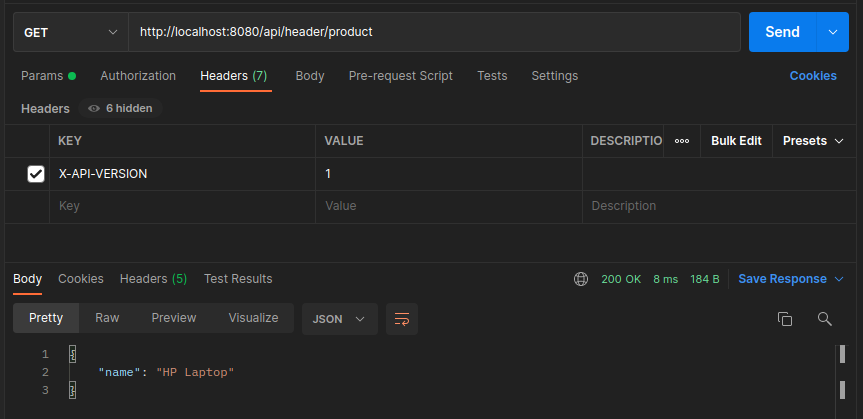 GET http://localhost:8080/api/header/product Send
Params Authorization Headers (7) Body Pre-request Script Tests Settings Cookies
Headers 6 hidden
KEY VALUE DESCRIPTIO ooo Bulk Edit Presets
X-API-VERSION 1
Key Value Description
Body Cookies Headers (5) Test Results 200 OK 8 ms 184 B Save Response
Pretty Raw Preview Visualize JSON
1 {
2 "name": "HP Laptop"
3 }